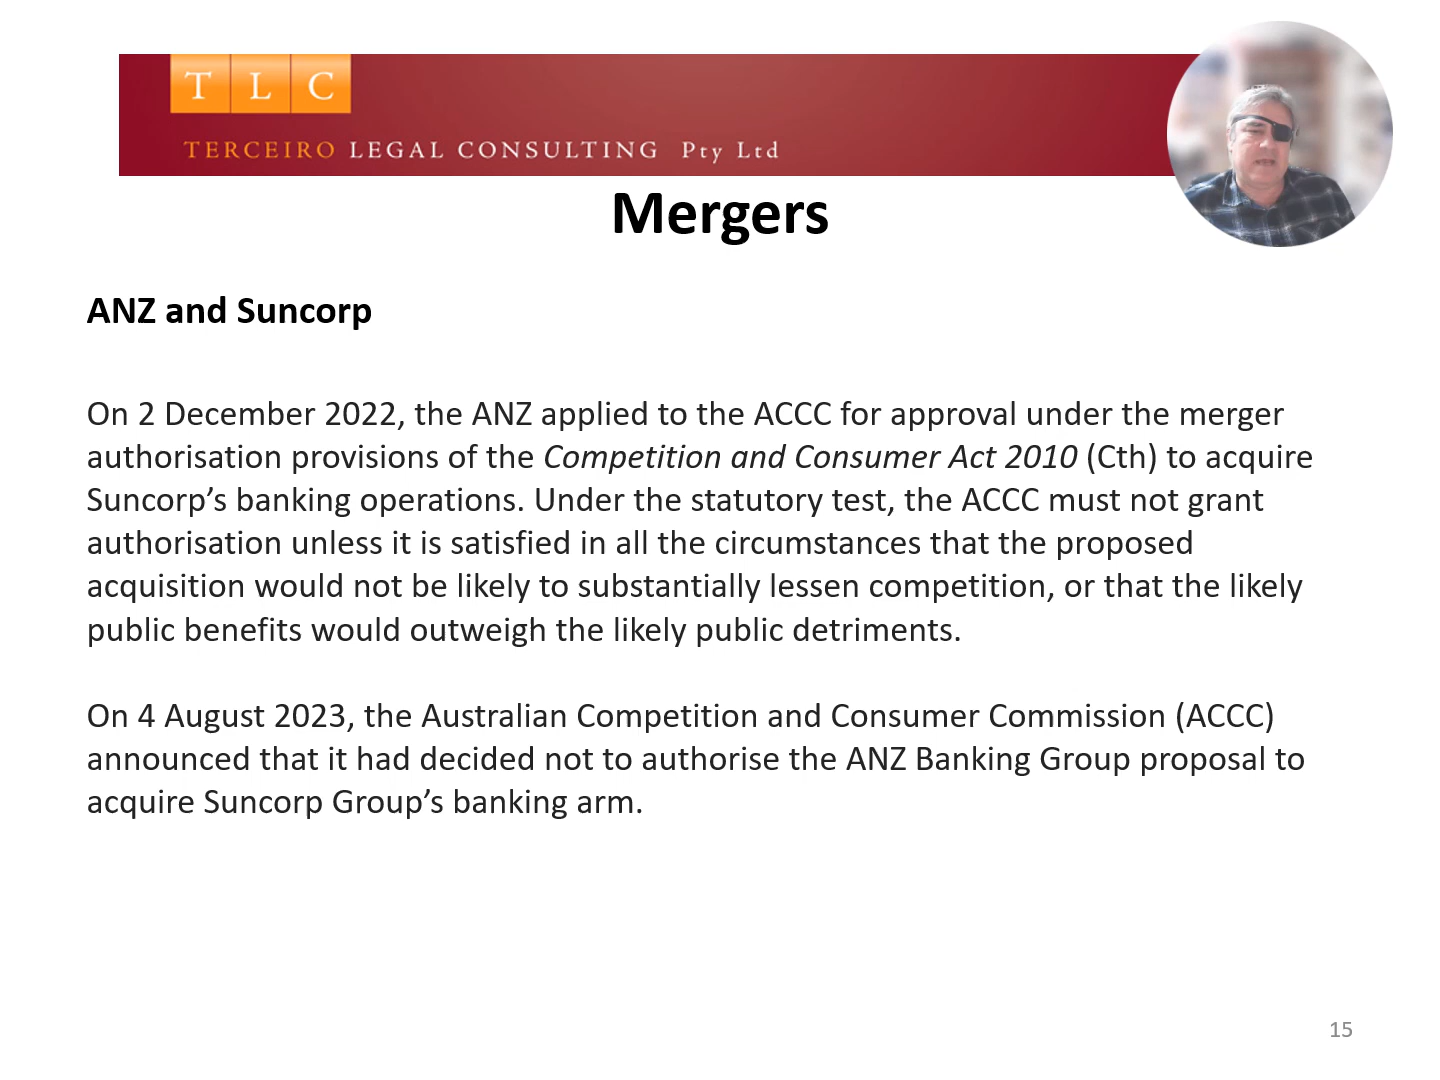 T L C
TERCEIRO LEGAL CONSULTING Pty Ltd
Mergers
ANZ and Suncorp
On 2 December 2022, the ANZ applied to the ACCC for approval under the merger
authorisation provisions of the Competition and Consumer Act 2010 (Cth) to acquire
Suncorp’s banking operations. Under the statutory test, the ACCC must not grant
authorisation unless it is satisfied in all the circumstances that the proposed
acquisition would not be likely to substantially lessen competition, or that the likely
public benefits would outweigh the likely public detriments.
On 4 August 2023, the Australian Competition and Consumer Commission (ACCC)
announced that it had decided not to authorise the ANZ Banking Group proposal to
acquire Suncorp Group’s banking arm.
15